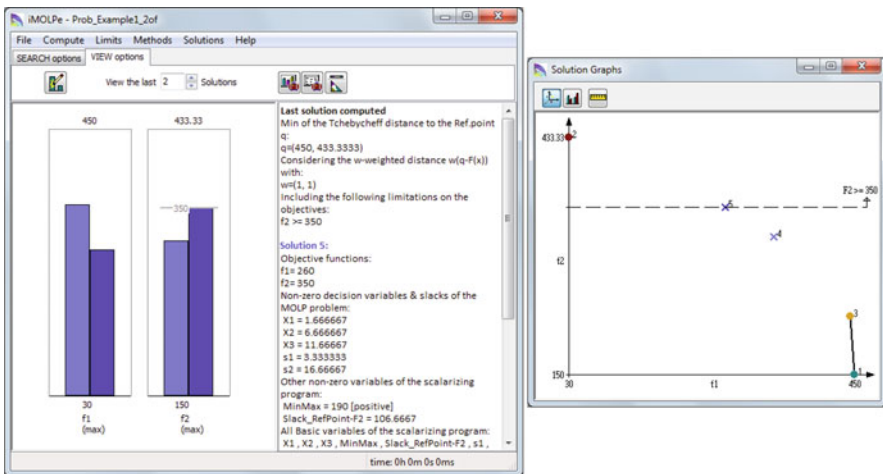 iMOLPe - Prob_Example1_2of
File Compute Limits Methods Solutions Help
SEARCH options VIEW options
View the last 2 Solutions
450 433.33
350
30 150
f1 f2
(max) (max)
Last solution computed
Min of the Tchebycheff distance to the Ref.point
q:
q=(450, 433.3333)
Considering the w-weighted distance w(q-F(x))
with:
w=(1, 1)
Including the following limitations on the
objectives:
f2 >= 350
Solution 5:
Objective functions:
f1= 260
f2= 350
Non-zero decision variables & slacks of the
MOLP problem:
X1 = 1.666667
X2 = 6.666667
X3 = 11.66667
s1 = 3.333333
s2 = 16.66667
Other non-zero variables of the scalarizing
program:
MinMax = 190 [positive]
Slack_RefPoint-F2 = 106.6667
All Basic variables of the scalarizing program:
X1 , X2 , X3 , MinMax , Slack_RefPoint-F2 , s1 ,
time: 0h 0m 0s 0ms
Solution Graphs
433.33 2
F2 >= 350
5
4
f2
3
150 1
30 f1 450